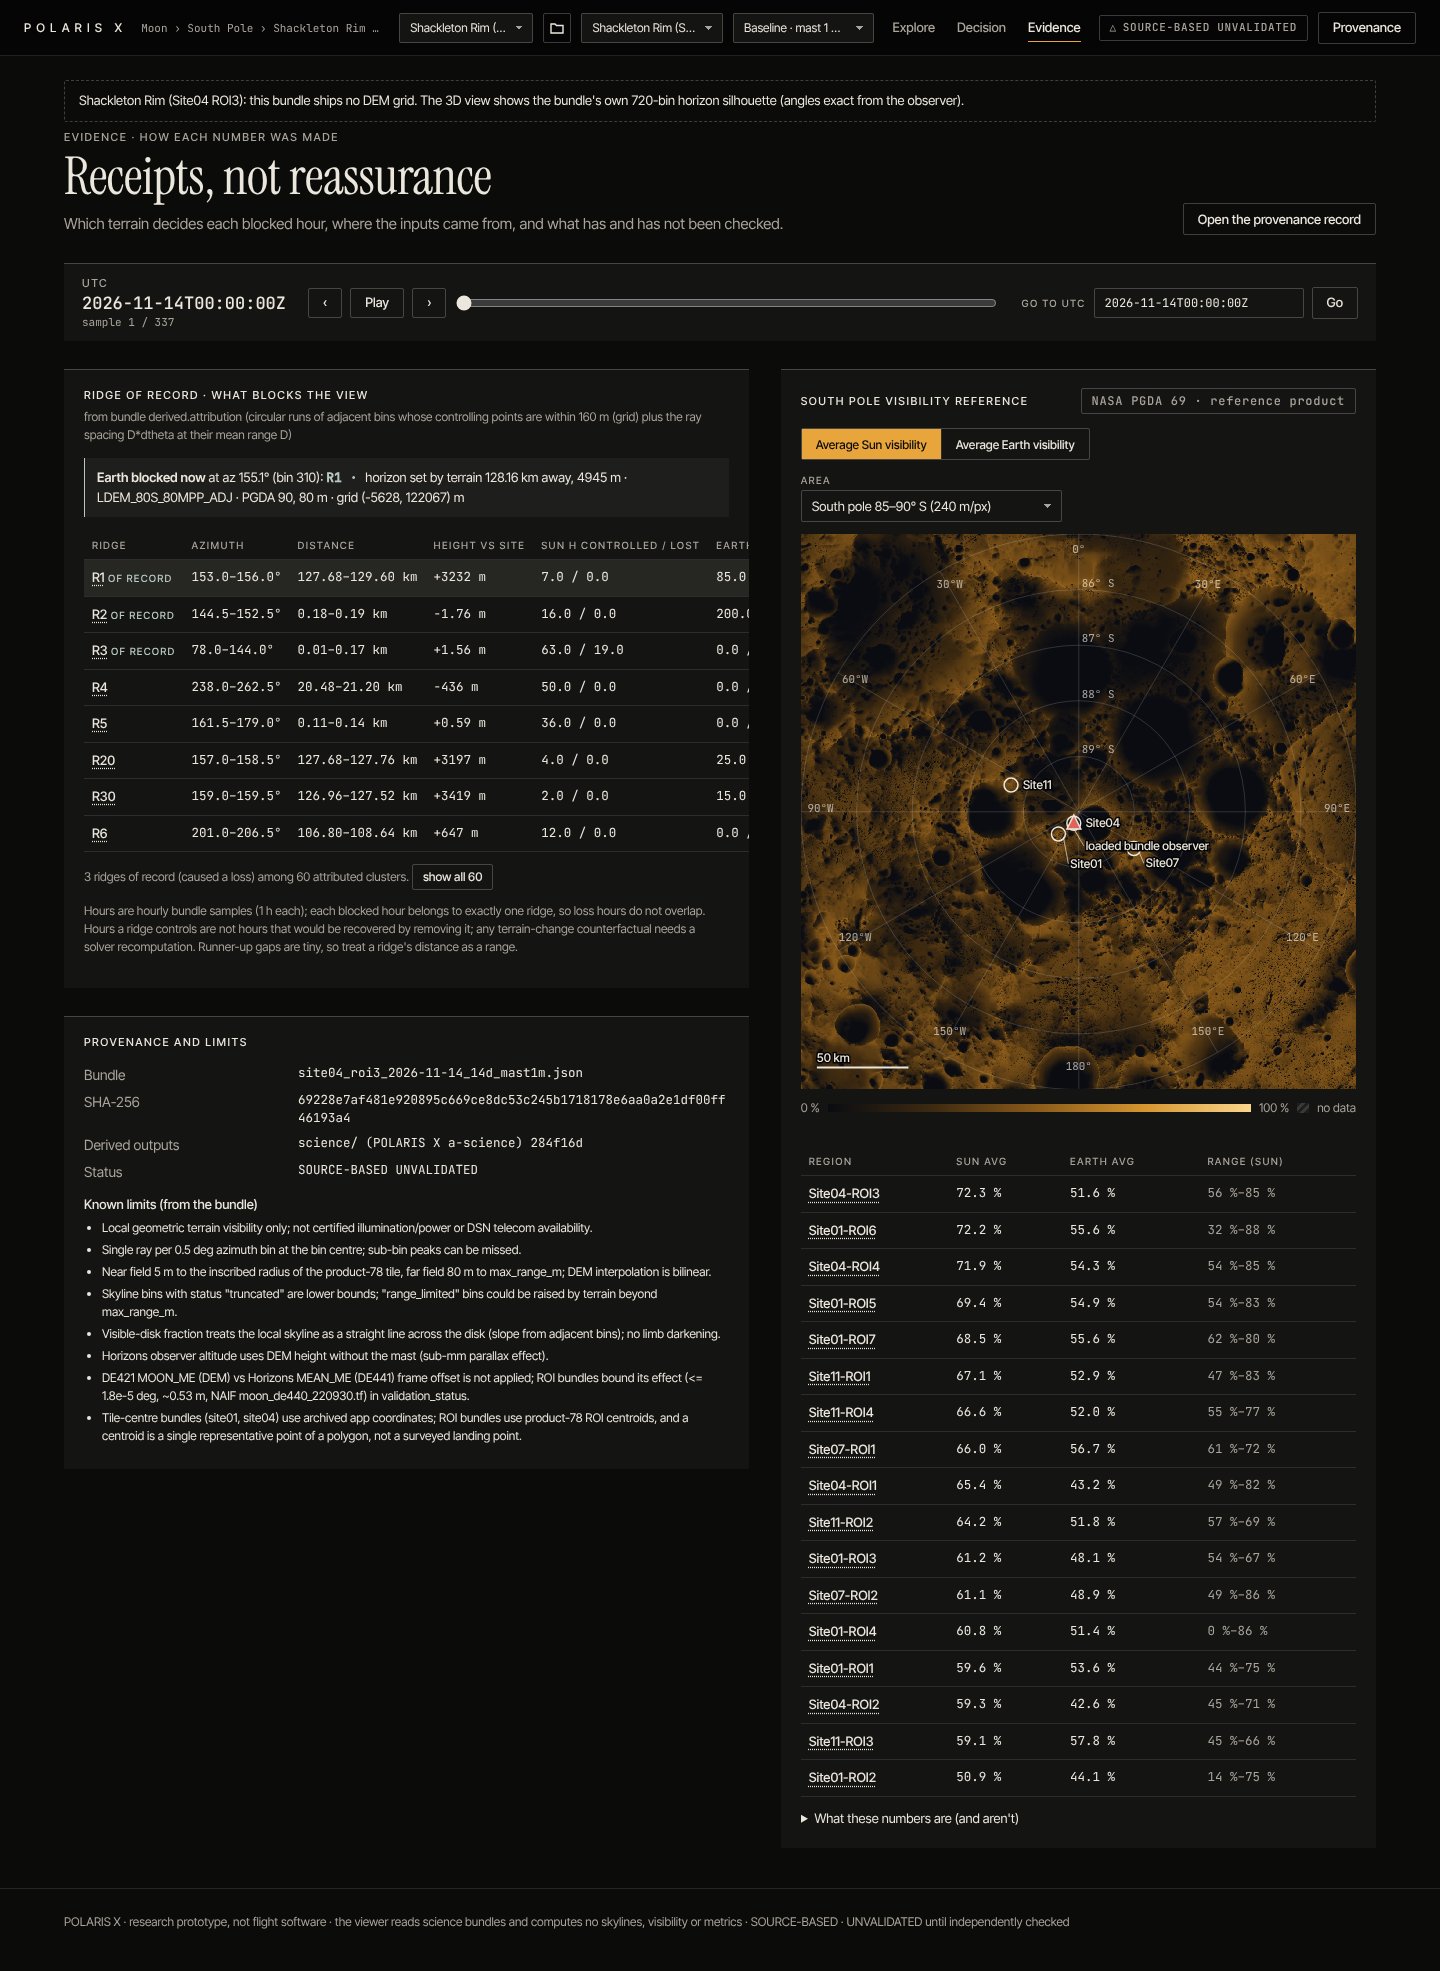 POLARIS X
Moon › South Pole › Shackleton Rim …
Shackleton Rim (...
Shackleton Rim (S...
Baseline · mast 1 ...
Explore
Decision
Evidence
△ SOURCE-BASED UNVALIDATED
Provenance
Shackleton Rim (Site04 ROI3): this bundle ships no DEM grid. The 3D view shows the bundle's own 720-bin horizon silhouette (angles exact from the observer).
EVIDENCE · HOW EACH NUMBER WAS MADE
Receipts, not reassurance
Which terrain decides each blocked hour, where the inputs came from, and what has and has not been checked.
Open the provenance record
UTC
2026-11-14T00:00:00Z
sample 1 / 337
‹
Play
›
GO TO UTC
2026-11-14T00:00:00Z
Go
RIDGE OF RECORD · WHAT BLOCKS THE VIEW
from bundle derived.attribution (circular runs of adjacent bins whose controlling points are within 160 m (grid) plus the ray
spacing D*dtheta at their mean range D)
Earth blocked now at az 155.1° (bin 310): R1 · horizon set by terrain 128.16 km away, 4945 m ·
LDEM_80S_80MPP_ADJ · PGDA 90, 80 m · grid (-5628, 122067) m
RIDGE AZIMUTH DISTANCE HEIGHT VS SITE SUN H CONTROLLED / LOST EARTH
R1 OF RECORD 153.0–156.0° 127.68–129.60 km +3232 m 7.0 / 0.0 85.0
R2 OF RECORD 144.5–152.5° 0.18–0.19 km -1.76 m 16.0 / 0.0 200.0
R3 OF RECORD 78.0–144.0° 0.01–0.17 km +1.56 m 63.0 / 19.0 0.0 /
R4 238.0–262.5° 20.48–21.20 km -436 m 50.0 / 0.0 0.0 /
R5 161.5–179.0° 0.11–0.14 km +0.59 m 36.0 / 0.0 0.0 /
R20 157.0–158.5° 127.68–127.76 km +3197 m 4.0 / 0.0 25.0
R30 159.0–159.5° 126.96–127.52 km +3419 m 2.0 / 0.0 15.0
R6 201.0–206.5° 106.80–108.64 km +647 m 12.0 / 0.0 0.0 /
3 ridges of record (caused a loss) among 60 attributed clusters. show all 60
Hours are hourly bundle samples (1 h each); each blocked hour belongs to exactly one ridge, so loss hours do not overlap.
Hours a ridge controls are not hours that would be recovered by removing it; any terrain-change counterfactual needs a
solver recomputation. Runner-up gaps are tiny, so treat a ridge's distance as a range.
PROVENANCE AND LIMITS
Bundle site04_roi3_2026-11-14_14d_mast1m.json
SHA-256 69228e7af481e920895c669ce8dc53c245b1718178e6aa0a2e1df00ff
46193a4
Derived outputs science/ (POLARIS X a-science) 284f16d
Status SOURCE-BASED UNVALIDATED
Known limits (from the bundle)
• Local geometric terrain visibility only; not certified illumination/power or DSN telecom availability.
• Single ray per 0.5 deg azimuth bin at the bin centre; sub-bin peaks can be missed.
• Near field 5 m to the inscribed radius of the product-78 tile, far field 80 m to max_range_m; DEM interpolation is bilinear.
• Skyline bins with status "truncated" are lower bounds; "range_limited" bins could be raised by terrain beyond
max_range_m.
• Visible-disk fraction treats the local skyline as a straight line across the disk (slope from adjacent bins); no limb darkening.
• Horizons observer altitude uses DEM height without the mast (sub-mm parallax effect).
• DE421 MOON_ME (DEM) vs Horizons MEAN_ME (DE441) frame offset is not applied; ROI bundles bound its effect (<=
1.8e-5 deg, ~0.53 m, NAIF moon_de440_220930.tf) in validation_status.
• Tile-centre bundles (site01, site04) use archived app coordinates; ROI bundles use product-78 ROI centroids, and a
centroid is a single representative point of a polygon, not a surveyed landing point.
SOUTH POLE VISIBILITY REFERENCE
NASA PGDA 69 · reference product
Average Sun visibility
Average Earth visibility
AREA
South pole 85–90° S (240 m/px)
0°
30°W
86° S
30°E
87° S
60°W
60°E
88° S
89° S
Site11
90°W
90°E
Site04
loaded bundle observer
Site01
Site07
120°W
120°E
150°W
150°E
50 km
180°
0 %
100 %
no data
REGION SUN AVG EARTH AVG RANGE (SUN)
Site04-ROI3 72.3 % 51.6 % 56 %–85 %
Site01-ROI6 72.2 % 55.6 % 32 %–88 %
Site04-ROI4 71.9 % 54.3 % 54 %–85 %
Site01-ROI5 69.4 % 54.9 % 54 %–83 %
Site01-ROI7 68.5 % 55.6 % 62 %–80 %
Site11-ROI1 67.1 % 52.9 % 47 %–83 %
Site11-ROI4 66.6 % 52.0 % 55 %–77 %
Site07-ROI1 66.0 % 56.7 % 61 %–72 %
Site04-ROI1 65.4 % 43.2 % 49 %–82 %
Site11-ROI2 64.2 % 51.8 % 57 %–69 %
Site01-ROI3 61.2 % 48.1 % 54 %–67 %
Site07-ROI2 61.1 % 48.9 % 49 %–86 %
Site01-ROI4 60.8 % 51.4 % 0 %–86 %
Site01-ROI1 59.6 % 53.6 % 44 %–75 %
Site04-ROI2 59.3 % 42.6 % 45 %–71 %
Site11-ROI3 59.1 % 57.8 % 45 %–66 %
Site01-ROI2 50.9 % 44.1 % 14 %–75 %
▶ What these numbers are (and aren't)
POLARIS X · research prototype, not flight software · the viewer reads science bundles and computes no skylines, visibility or metrics · SOURCE-BASED · UNVALIDATED until independently checked